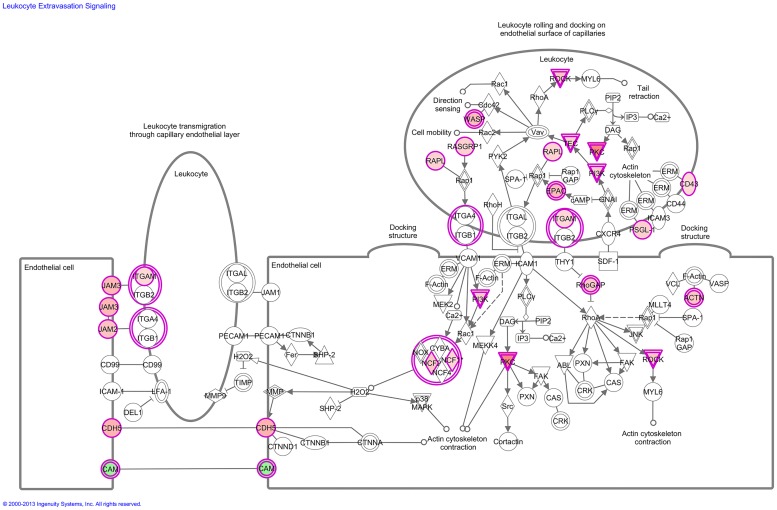 Leukocyte Extravasation Signaling
Leukocyte rolling and docking on
endothelial surface of capillaries
Leukocyte
ROCK
MYL6
Rac1
RhoA
Tail
retraction
Direction
sensing
Cdc42
PLCγ
PIP2
IP3
Ca2+
WASP
DAG
Cell mobility
Rac2
Vav
TEC
PKC
Rap1
Leukocyte transmigration
through capillary endothelial layer
RASGRP1
RAPL
PYK2
RAPL
Leukocyte
Rap1
SPA-1
Rap1
Rap1
GAP
PI3K
Actin
cytoskeleton
ERM
ERM
ERM
CD43
EPAC
cAMP
GNAI
ERM
CD44
RhoH
ICAM3
PSGL-1
ITGA4
ITGB1
ITGAL
ITGB2
ITGAM
ITGB2
CXCR4
Docking
structure
Docking
structure
Endothelial cell
Endothelial cell
VCAM1
ICAM1
THY1
SDF-1
ERM
ERM
F-Actin
F-Actin
JAM3
ITGAM
ITGB2
ITGAL
ITGB2
JAM1
F-Actin
VCL
VASP
PI3K
RhoGAP
ACTN
JAM3
MEK2
PLCγ
MLLT4
JAM2
ITGA4
ITGB1
Ca2+
Rac1
DAG
PIP2
RhoA
Rap1
SPA-1
PECAM1
PECAM1
CTNNB1
IP3
Ca2+
JNK
Rap1
GAP
NOX
CYBA
NCF2
NCF1
NCF4
MEKK4
H2O2
Fer
SHP-2
CD99
CD99
PKC
FAK
ABL
PXN
FAK
ROCK
TIMP
ICAM-1
LFA-1
MMP9
MMP
H2O2
p38
MAPK
PXN
CAS
CRK
CAS
MYL6
DEL1
SHP-2
Src
CRK
CDH5
CDH5
CTNND1
CTNNB1
CTNNA
Actin cytoskeleton
contraction
Cortactin
Actin cytoskeleton
contraction
CAM
CAM
© 2000-2013 Ingenuity Systems, Inc. All rights reserved.